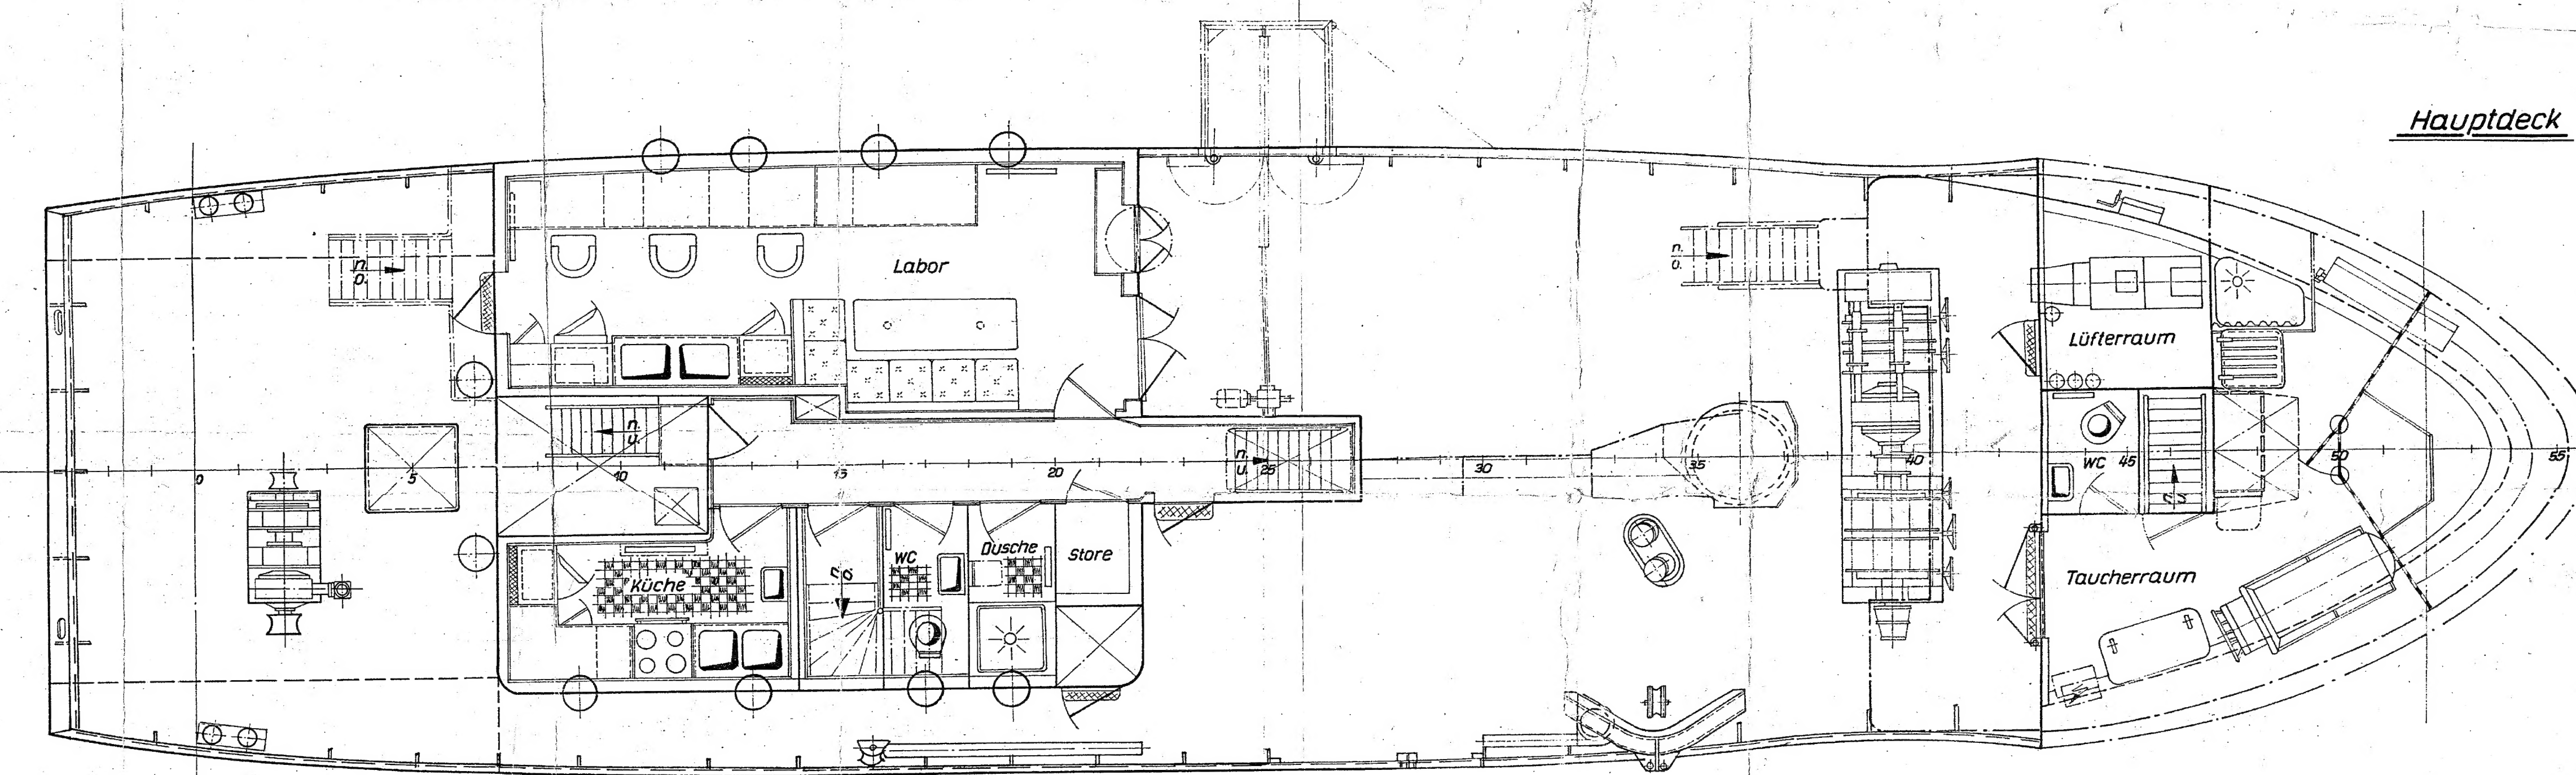 Hauptdeck
n.
o.
Labor
n.
o.
Lüfterraum
n.
u.
n.
u.
0
5
10
15
20
25
30
35
40
WC
45
50
55
n.
u.
Küche
n.
o.
WC
Dusche
Store
Taucherraum